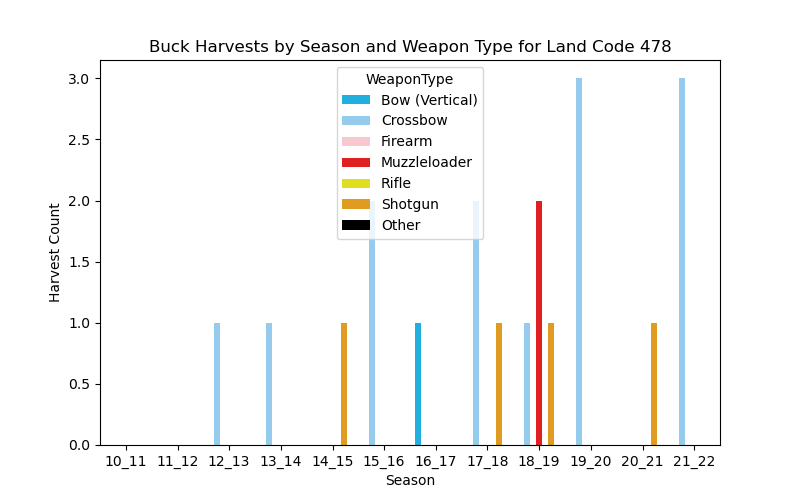 Buck Harvests by Season and Weapon Type for Land Code 478
WeaponType
Bow (Vertical)
Crossbow
Firearm
Muzzleloader
Rifle
Shotgun
Other
Harvest Count
3.0
2.5
2.0
1.5
1.0
0.5
0.0
10_11 11_12 12_13 13_14 14_15 15_16 16_17 17_18 18_19 19_20 20_21 21_22
Season